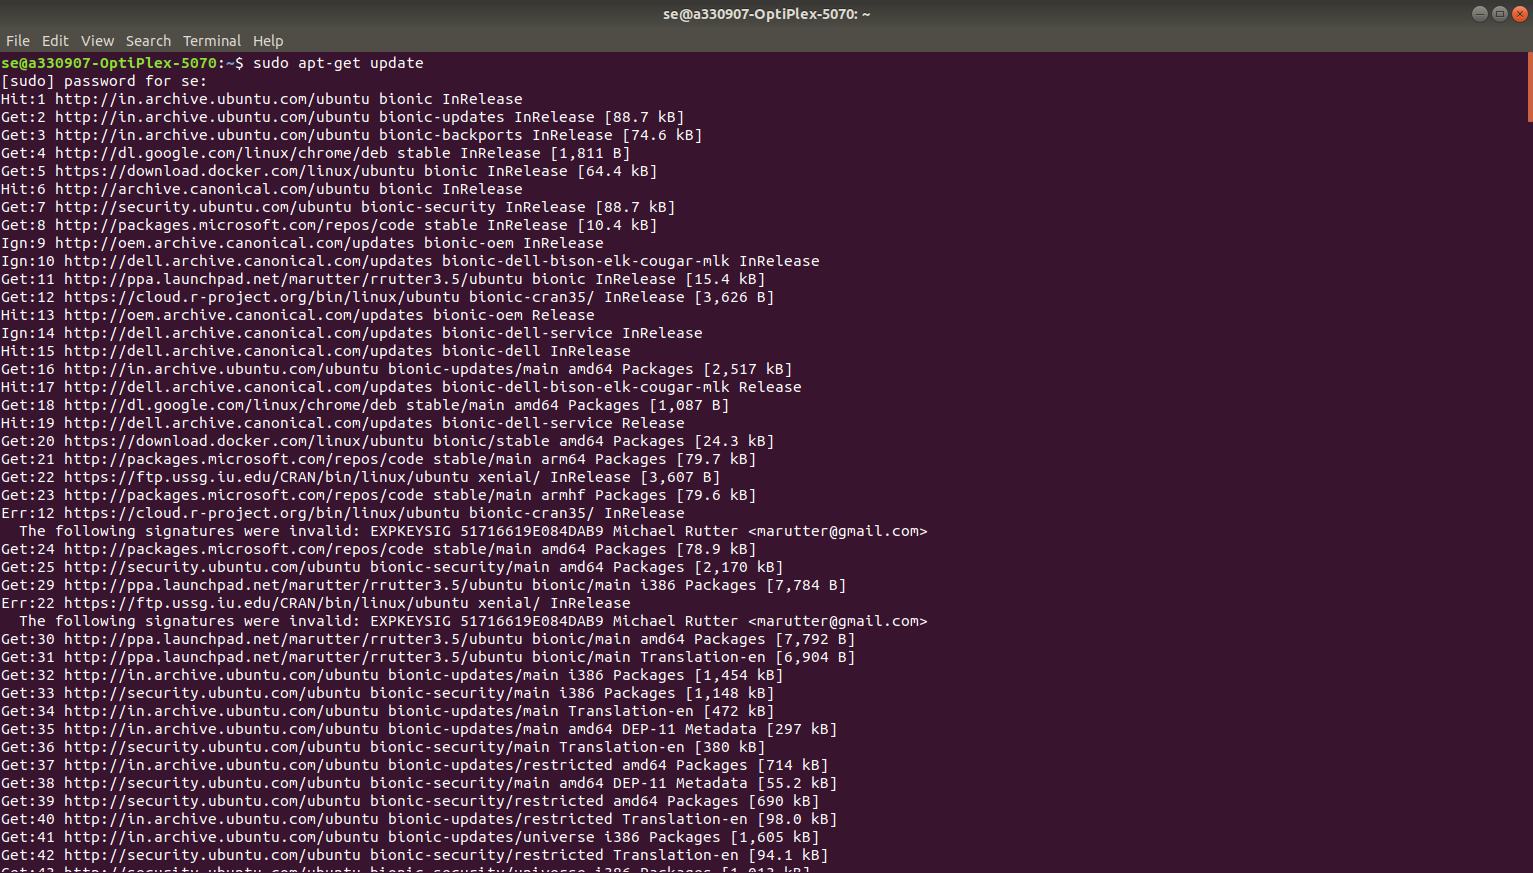 se@a330907-OptiPlex-5070: ~
File Edit View Search Terminal Help
se@a330907-OptiPlex-5070:~$ sudo apt-get update
[sudo] password for se:
Hit:1 http://in.archive.ubuntu.com/ubuntu bionic InRelease
Get:2 http://in.archive.ubuntu.com/ubuntu bionic-updates InRelease [88.7 kB]
Get:3 http://in.archive.ubuntu.com/ubuntu bionic-backports InRelease [74.6 kB]
Get:4 http://dl.google.com/linux/chrome/deb stable InRelease [1,811 B]
Get:5 https://download.docker.com/linux/ubuntu bionic InRelease [64.4 kB]
Hit:6 http://archive.canonical.com/ubuntu bionic InRelease
Get:7 http://security.ubuntu.com/ubuntu bionic-security InRelease [88.7 kB]
Get:8 http://packages.microsoft.com/repos/code stable InRelease [10.4 kB]
Ign:9 http://oem.archive.canonical.com/updates bionic-oem InRelease
Ign:10 http://dell.archive.canonical.com/updates bionic-dell-bison-elk-cougar-mlk InRelease
Get:11 http://ppa.launchpad.net/marutter/rrutter3.5/ubuntu bionic InRelease [15.4 kB]
Get:12 https://cloud.r-project.org/bin/linux/ubuntu bionic-cran35/ InRelease [3,626 B]
Hit:13 http://oem.archive.canonical.com/updates bionic-oem Release
Ign:14 http://dell.archive.canonical.com/updates bionic-dell-service InRelease
Hit:15 http://dell.archive.canonical.com/updates bionic-dell InRelease
Get:16 http://in.archive.ubuntu.com/ubuntu bionic-updates/main amd64 Packages [2,517 kB]
Hit:17 http://dell.archive.canonical.com/updates bionic-dell-bison-elk-cougar-mlk Release
Get:18 http://dl.google.com/linux/chrome/deb stable/main amd64 Packages [1,087 B]
Hit:19 http://dell.archive.canonical.com/updates bionic-dell-service Release
Get:20 https://download.docker.com/linux/ubuntu bionic/stable amd64 Packages [24.3 kB]
Get:21 http://packages.microsoft.com/repos/code stable/main arm64 Packages [79.7 kB]
Get:22 https://ftp.ussg.iu.edu/CRAN/bin/linux/ubuntu xenial/ InRelease [3,607 B]
Get:23 http://packages.microsoft.com/repos/code stable/main armhf Packages [79.6 kB]
Err:12 https://cloud.r-project.org/bin/linux/ubuntu bionic-cran35/ InRelease
  The following signatures were invalid: EXPKEYSIG 51716619E084DAB9 Michael Rutter <marutter@gmail.com>
Get:24 http://packages.microsoft.com/repos/code stable/main amd64 Packages [78.9 kB]
Get:25 http://security.ubuntu.com/ubuntu bionic-security/main amd64 Packages [2,170 kB]
Get:29 http://ppa.launchpad.net/marutter/rrutter3.5/ubuntu bionic/main i386 Packages [7,784 B]
Err:22 https://ftp.ussg.iu.edu/CRAN/bin/linux/ubuntu xenial/ InRelease
  The following signatures were invalid: EXPKEYSIG 51716619E084DAB9 Michael Rutter <marutter@gmail.com>
Get:30 http://ppa.launchpad.net/marutter/rrutter3.5/ubuntu bionic/main amd64 Packages [7,792 B]
Get:31 http://ppa.launchpad.net/marutter/rrutter3.5/ubuntu bionic/main Translation-en [6,904 B]
Get:32 http://in.archive.ubuntu.com/ubuntu bionic-updates/main i386 Packages [1,454 kB]
Get:33 http://security.ubuntu.com/ubuntu bionic-security/main i386 Packages [1,148 kB]
Get:34 http://in.archive.ubuntu.com/ubuntu bionic-updates/main Translation-en [472 kB]
Get:35 http://in.archive.ubuntu.com/ubuntu bionic-updates/main amd64 DEP-11 Metadata [297 kB]
Get:36 http://security.ubuntu.com/ubuntu bionic-security/main Translation-en [380 kB]
Get:37 http://in.archive.ubuntu.com/ubuntu bionic-updates/restricted amd64 Packages [714 kB]
Get:38 http://security.ubuntu.com/ubuntu bionic-security/main amd64 DEP-11 Metadata [55.2 kB]
Get:39 http://security.ubuntu.com/ubuntu bionic-security/restricted amd64 Packages [690 kB]
Get:40 http://in.archive.ubuntu.com/ubuntu bionic-updates/restricted Translation-en [98.0 kB]
Get:41 http://in.archive.ubuntu.com/ubuntu bionic-updates/universe i386 Packages [1,605 kB]
Get:42 http://security.ubuntu.com/ubuntu bionic-security/restricted Translation-en [94.1 kB]
Get:43 http://security.ubuntu.com/ubuntu bionic-security/universe i386 Packages [1,013 kB]